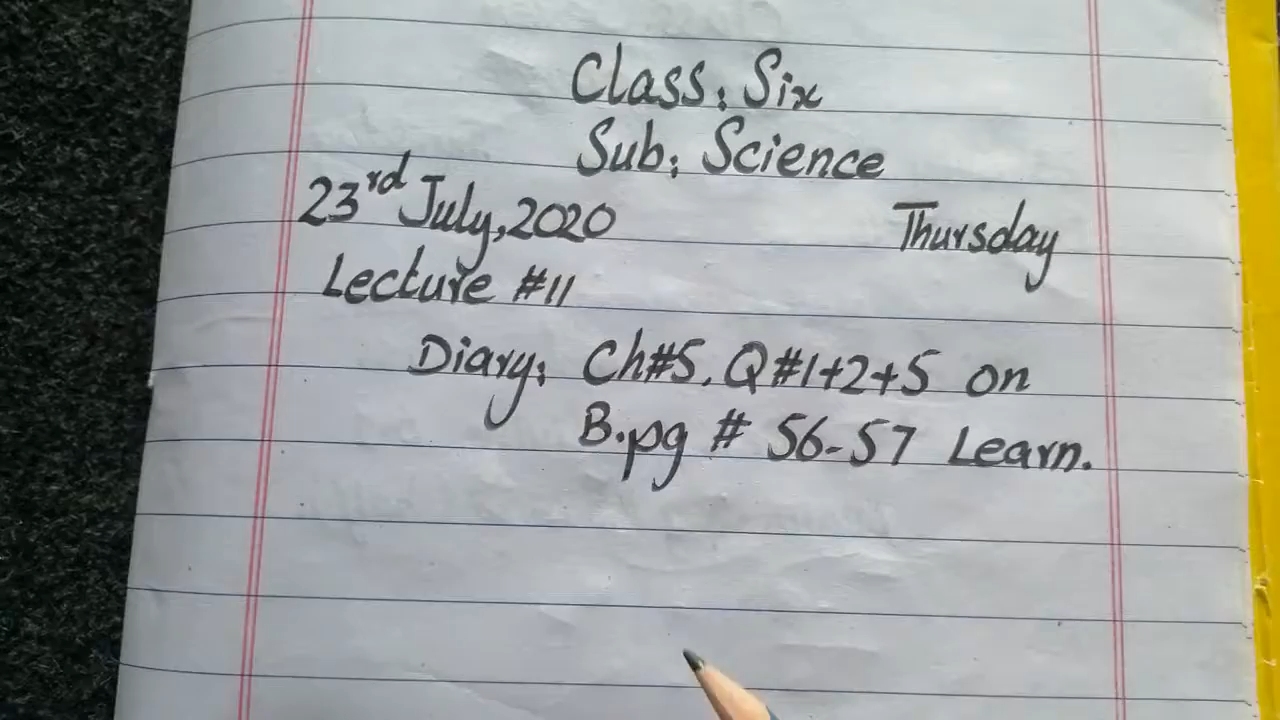 Class: Six
Sub: Science
23rd July, 2020 Thursday
Lecture #11
Diary: Ch#5. Q#1+2+5 on
B.pg # 56-57 Learn.